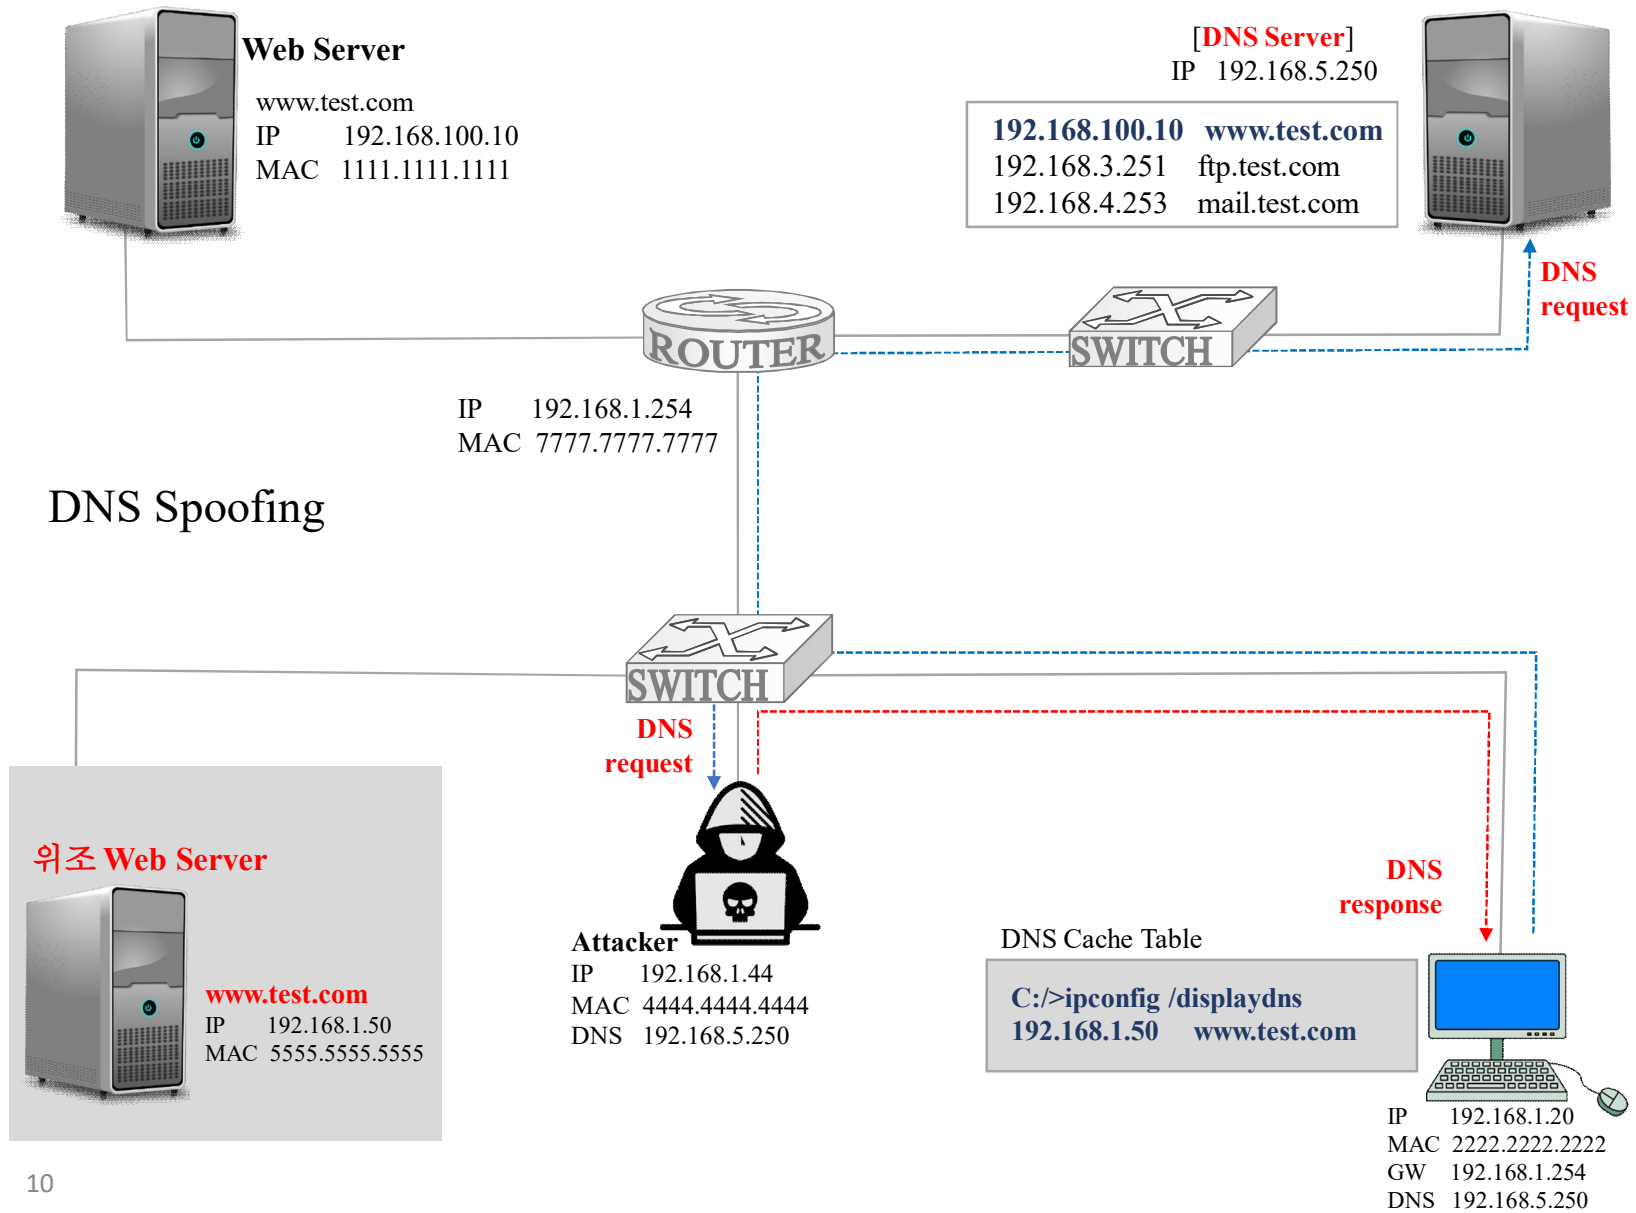 Web Server
www.test.com
IP 192.168.100.10
MAC 1111.1111.1111
[DNS Server]
IP 192.168.5.250
192.168.100.10 www.test.com
192.168.3.251 ftp.test.com
192.168.4.253 mail.test.com
DNS
request
ROUTER
SWITCH
IP 192.168.1.254
MAC 7777.7777.7777
DNS Spoofing
SWITCH
DNS
request
위조 Web Server
www.test.com
IP 192.168.1.50
MAC 5555.5555.5555
Attacker
IP 192.168.1.44
MAC 4444.4444.4444
DNS 192.168.5.250
DNS
response
DNS Cache Table
C:/>ipconfig /displaydns
192.168.1.50 www.test.com
IP 192.168.1.20
MAC 2222.2222.2222
GW 192.168.1.254
DNS 192.168.5.250
10